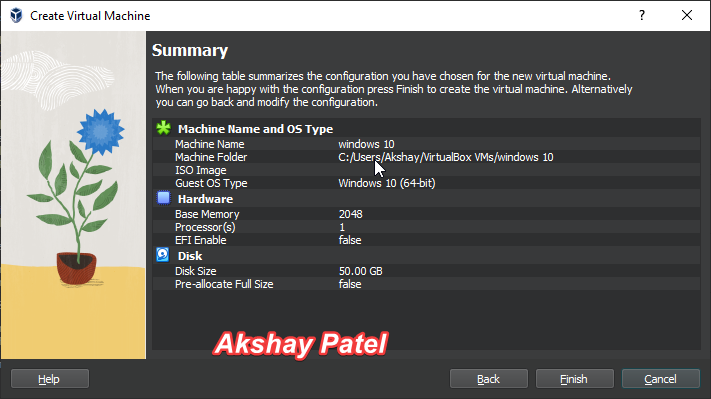 Create Virtual Machine
Summary
The following table summarizes the configuration you have chosen for the new virtual machine.
When you are happy with the configuration press Finish to create the virtual machine. Alternatively
you can go back and modify the configuration.
Machine Name and OS Type
Machine Name windows 10
Machine Folder C:/Users/Akshay/VirtualBox VMs/windows 10
ISO Image
Guest OS Type Windows 10 (64-bit)
Hardware
Base Memory 2048
Processor(s) 1
EFI Enable false
Disk
Disk Size 50.00 GB
Pre-allocate Full Size false
Akshay Patel
Help Back Finish Cancel